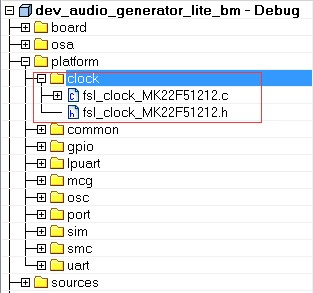 dev_audio_generator_lite_bm - Debug
board
osa
platform
clock
fsl_clock_MK22F51212.c
fsl_clock_MK22F51212.h
common
gpio
lpuart
mcg
osc
port
sim
smc
uart
sources